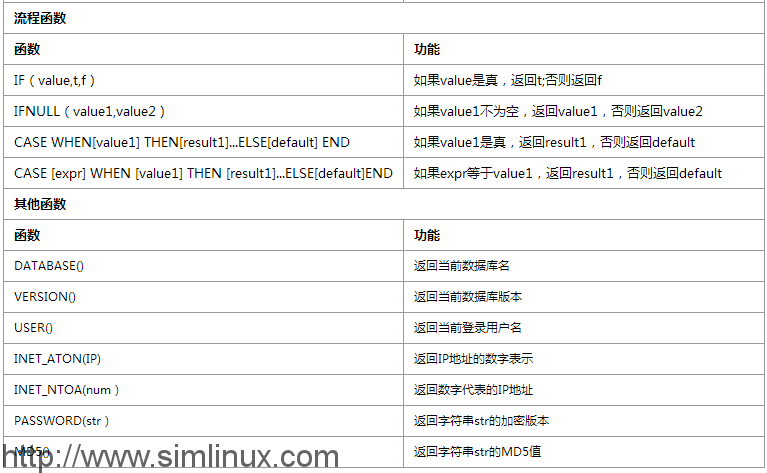 流程函数
函数 功能
IF（value,t,f） 如果value是真，返回t;否则返回f
IFNULL（value1,value2） 如果value1不为空，返回value1，否则返回value2
CASE WHEN[value1] THEN[result1]...ELSE[default] END 如果value1是真，返回result1，否则返回default
CASE [expr] WHEN [value1] THEN [result1]...ELSE[default]END 如果expr等于value1，返回result1，否则返回default
其他函数
函数 功能
DATABASE() 返回当前数据库名
VERSION() 返回当前数据库版本
USER() 返回当前登录用户名
INET_ATON(IP) 返回IP地址的数字表示
INET_NTOA(num） 返回数字代表的IP地址
PASSWORD(str） 返回字符串str的加密版本
MD5() 返回字符串str的MD5值
http://www.simlinux.com